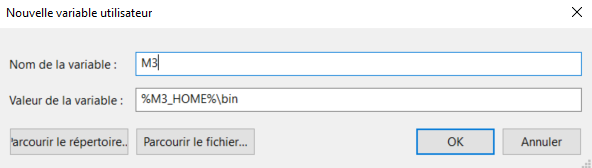 Nouvelle variable utilisateur
Nom de la variable : M3
Valeur de la variable : %M3_HOME%\bin
Parcourir le répertoire... Parcourir le fichier... OK Annuler